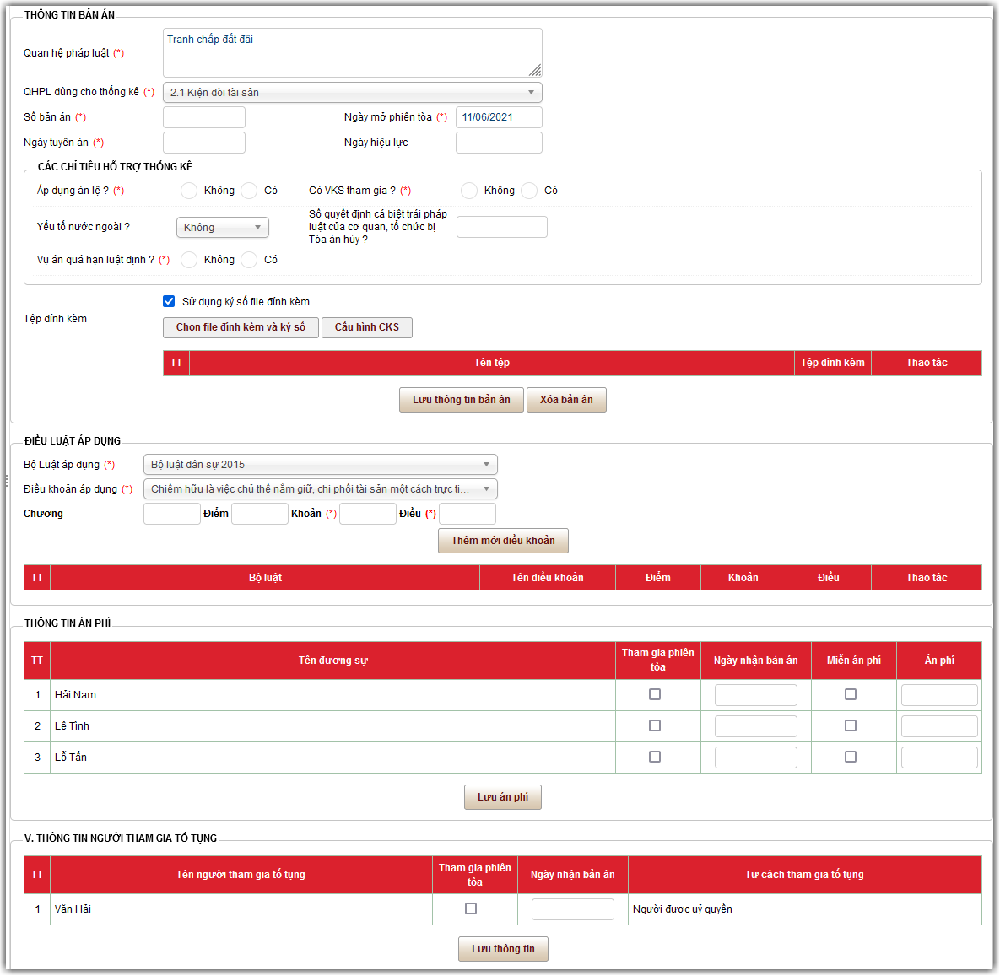 THÔNG TIN BẢN ÁN
Quan hệ pháp luật (*)
Tranh chấp đất đâi
QHPL dùng cho thống kê (*)
2.1 Kiện đòi tài sản
Số bản án (*)
Ngày mở phiên tòa (*)
11/06/2021
Ngày tuyên án (*)
Ngày hiệu lực
CÁC CHỈ TIÊU HỖ TRỢ THỐNG KÊ
Áp dụng án lệ ? (*)
Không
Có
Có VKS tham gia ? (*)
Không
Có
Yếu tố nước ngoài ?
Không
Số quyết định cá biệt trái pháp
luật của cơ quan, tổ chức bị
Tòa án hủy ?
Vụ án quá hạn luật định ? (*)
Không
Có
Tệp đính kèm
Sử dụng ký số file đính kèm
Chọn file đính kèm và ký số
Cấu hình CKS
TT
Tên tệp
Tệp đính kèm
Thao tác
Lưu thông tin bản án
Xóa bản án
ĐIỀU LUẬT ÁP DỤNG
Bộ Luật áp dụng (*)
Bộ luật dân sự 2015
Điều khoản áp dụng (*)
Chiếm hữu là việc chủ thể nắm giữ, chi phối tài sản một cách trực ti...
Chương
Điểm
Khoản (*)
Điều (*)
Thêm mới điều khoản
TT
Bộ luật
Tên điều khoản
Điểm
Khoản
Điều
Thao tác
THÔNG TIN ÁN PHÍ
TT
Tên đương sự
Tham gia phiên
tòa
Ngày nhận bản án
Miễn án phí
Án phí
1
Hải Nam
2
Lê Tình
3
Lỗ Tấn
Lưu án phí
V. THÔNG TIN NGƯỜI THAM GIA TỐ TỤNG
TT
Tên người tham gia tố tụng
Tham gia phiên
tòa
Ngày nhận bản án
Tư cách tham gia tố tụng
1
Văn Hải
Người được uỷ quyền
Lưu thông tin